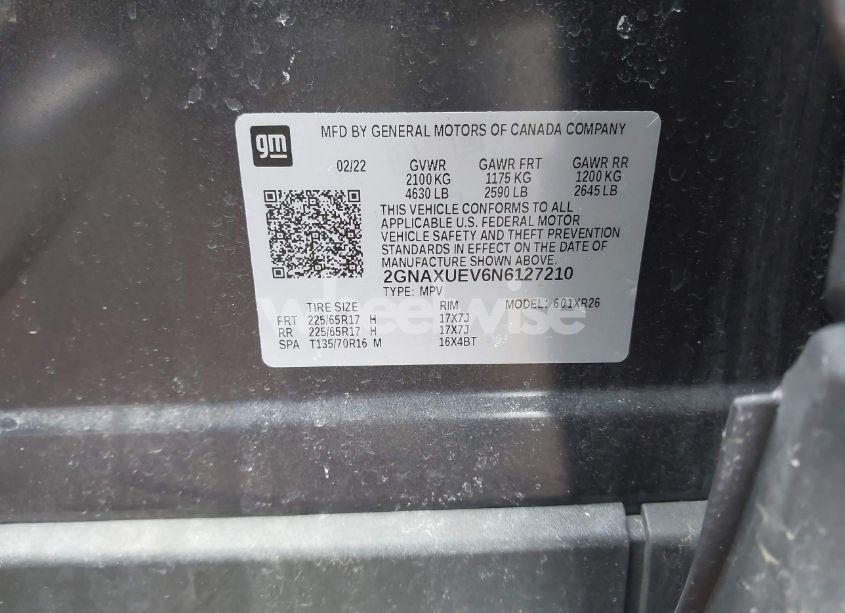 gm
MFD BY GENERAL MOTORS OF CANADA COMPANY
02/22 GVWR GAWR FRT GAWR RR
2100 KG 1175 KG 1200 KG
4630 LB 2590 LB 2645 LB
THIS VEHICLE CONFORMS TO ALL
APPLICABLE U.S. FEDERAL MOTOR
VEHICLE SAFETY AND THEFT PREVENTION
STANDARDS IN EFFECT ON THE DATE OF
MANUFACTURE SHOWN ABOVE.
2GNAXUEV6N6127210
TYPE: MPV
TIRE SIZE RIM MODEL: 601XR26
FRT 225/65R17 H 17X7J
RR 225/65R17 H 17X7J
SPA T135/70R16 M 16X4BT
wheelwise